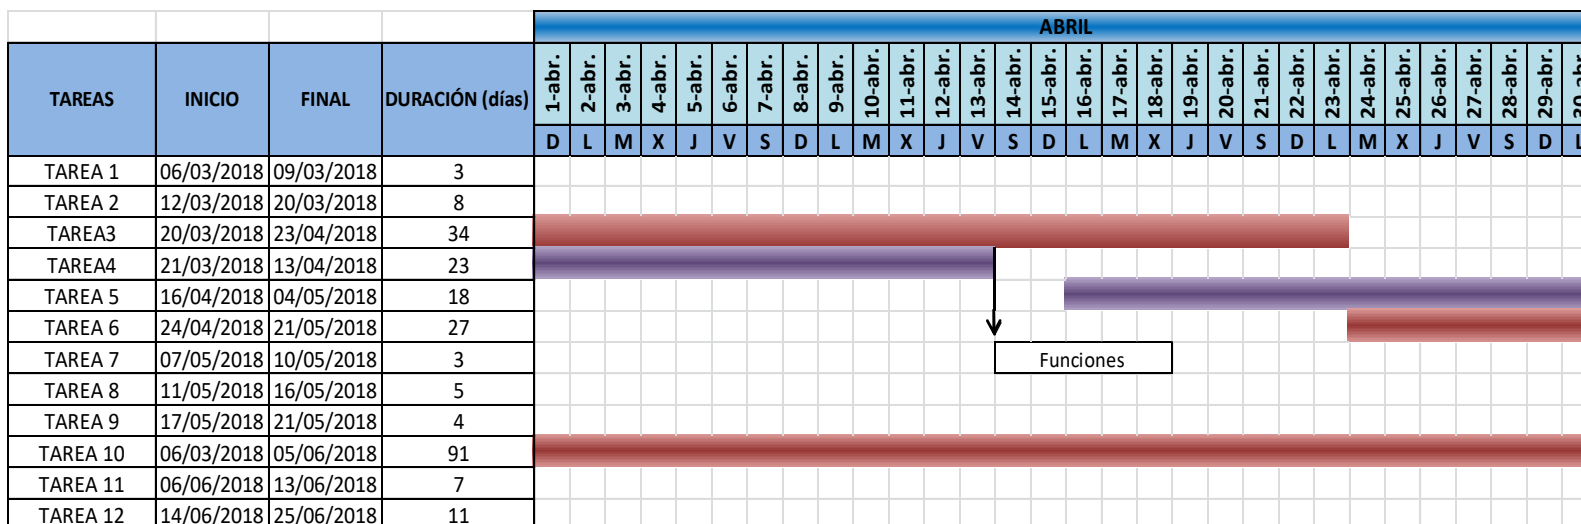 ABRIL
TAREAS INICIO FINAL DURACIÓN (días) 1-abr. 2-abr. 3-abr. 4-abr. 5-abr. 6-abr. 7-abr. 8-abr. 9-abr. 10-abr. 11-abr. 12-abr. 13-abr. 14-abr. 15-abr. 16-abr. 17-abr. 18-abr. 19-abr. 20-abr. 21-abr. 22-abr. 23-abr. 24-abr. 25-abr. 26-abr. 27-abr. 28-abr. 29-abr. 30-abr.
D L M X J V S D L M X J V S D L M X J V S D L M X J V S D L
TAREA 1 06/03/2018 09/03/2018 3
TAREA 2 12/03/2018 20/03/2018 8
TAREA3 20/03/2018 23/04/2018 34
TAREA4 21/03/2018 13/04/2018 23
TAREA 5 16/04/2018 04/05/2018 18
TAREA 6 24/04/2018 21/05/2018 27
TAREA 7 07/05/2018 10/05/2018 3 Funciones
TAREA 8 11/05/2018 16/05/2018 5
TAREA 9 17/05/2018 21/05/2018 4
TAREA 10 06/03/2018 05/06/2018 91
TAREA 11 06/06/2018 13/06/2018 7
TAREA 12 14/06/2018 25/06/2018 11